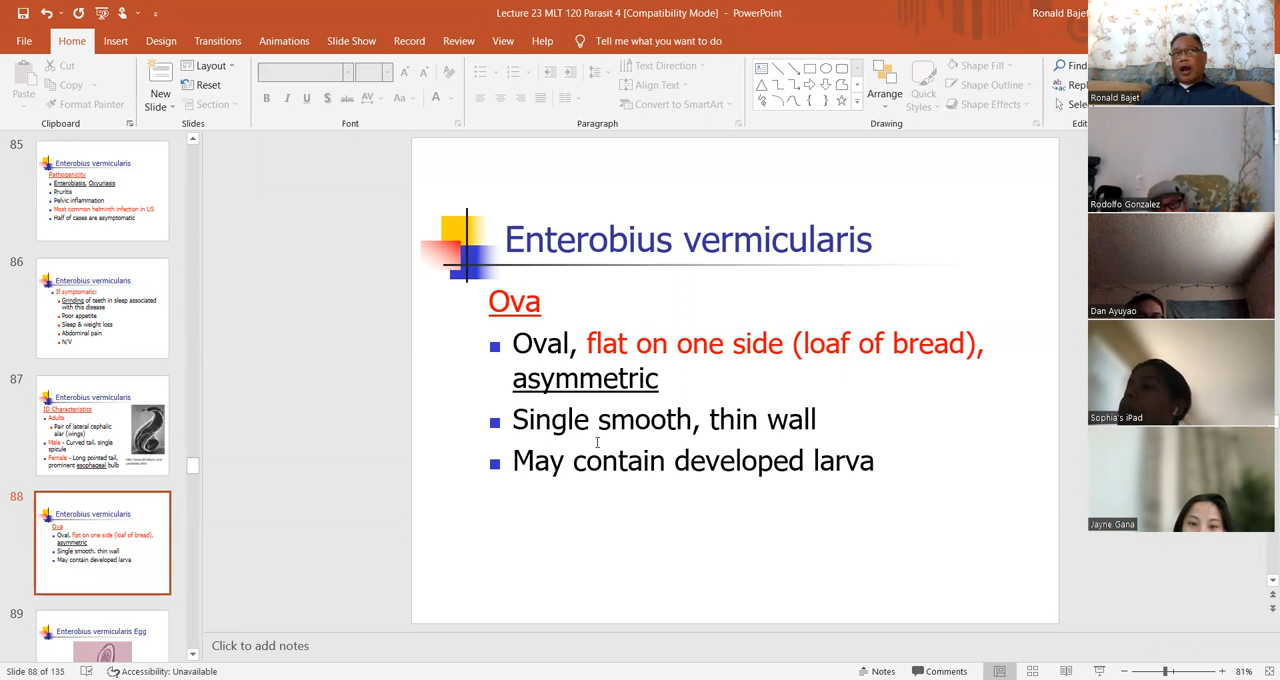 Lecture 23 MLT 120 Parasit 4 [Compatibility Mode] - PowerPoint
Ronald Bajet
File Home Insert Design Transitions Animations Slide Show Record Review View Help Tell me what you want to do
Paste
Cut
Copy
Format Painter
Clipboard
New
Slide
Layout
Reset
Section
Slides
B I U S abc AV Aa A
Font
Text Direction
Align Text
Convert to SmartArt
Paragraph
Arrange
Quick
Styles
Shape Fill
Shape Outline
Shape Effects
Drawing
Find
Ronald Bajet
Rodolfo Gonzalez
Dan Ayuyao
Sophia's iPad
Jayne Gana
85
Enterobius vermicularis
Pathogenicity
Enterobiasis, Oxyuriasis
Pruritis
Pelvic inflammation
Most common helminth infection in US
Half of cases are asymptomatic
86
Enterobius vermicularis
If symptomatic:
Grinding of teeth in sleep associated
with this disease
Poor appetite
Sleep & weight loss
Abdominal pain
N/V
87
Enterobius vermicularis
ID Characteristics
Adults
Pair of lateral cephalic
alar (wings)
Male - Curved tail, single
spicule
Female - Long pointed tail,
prominent esophageal bulb
88
Enterobius vermicularis
Ova
Oval, flat on one side (loaf of bread),
asymmetric
Single smooth, thin wall
May contain developed larva
89
Enterobius vermicularis Egg
Enterobius vermicularis
Ova
Oval, flat on one side (loaf of bread),
asymmetric
Single smooth, thin wall
May contain developed larva
Click to add notes
Slide 88 of 135
Accessibility: Unavailable
Notes
Comments
81%